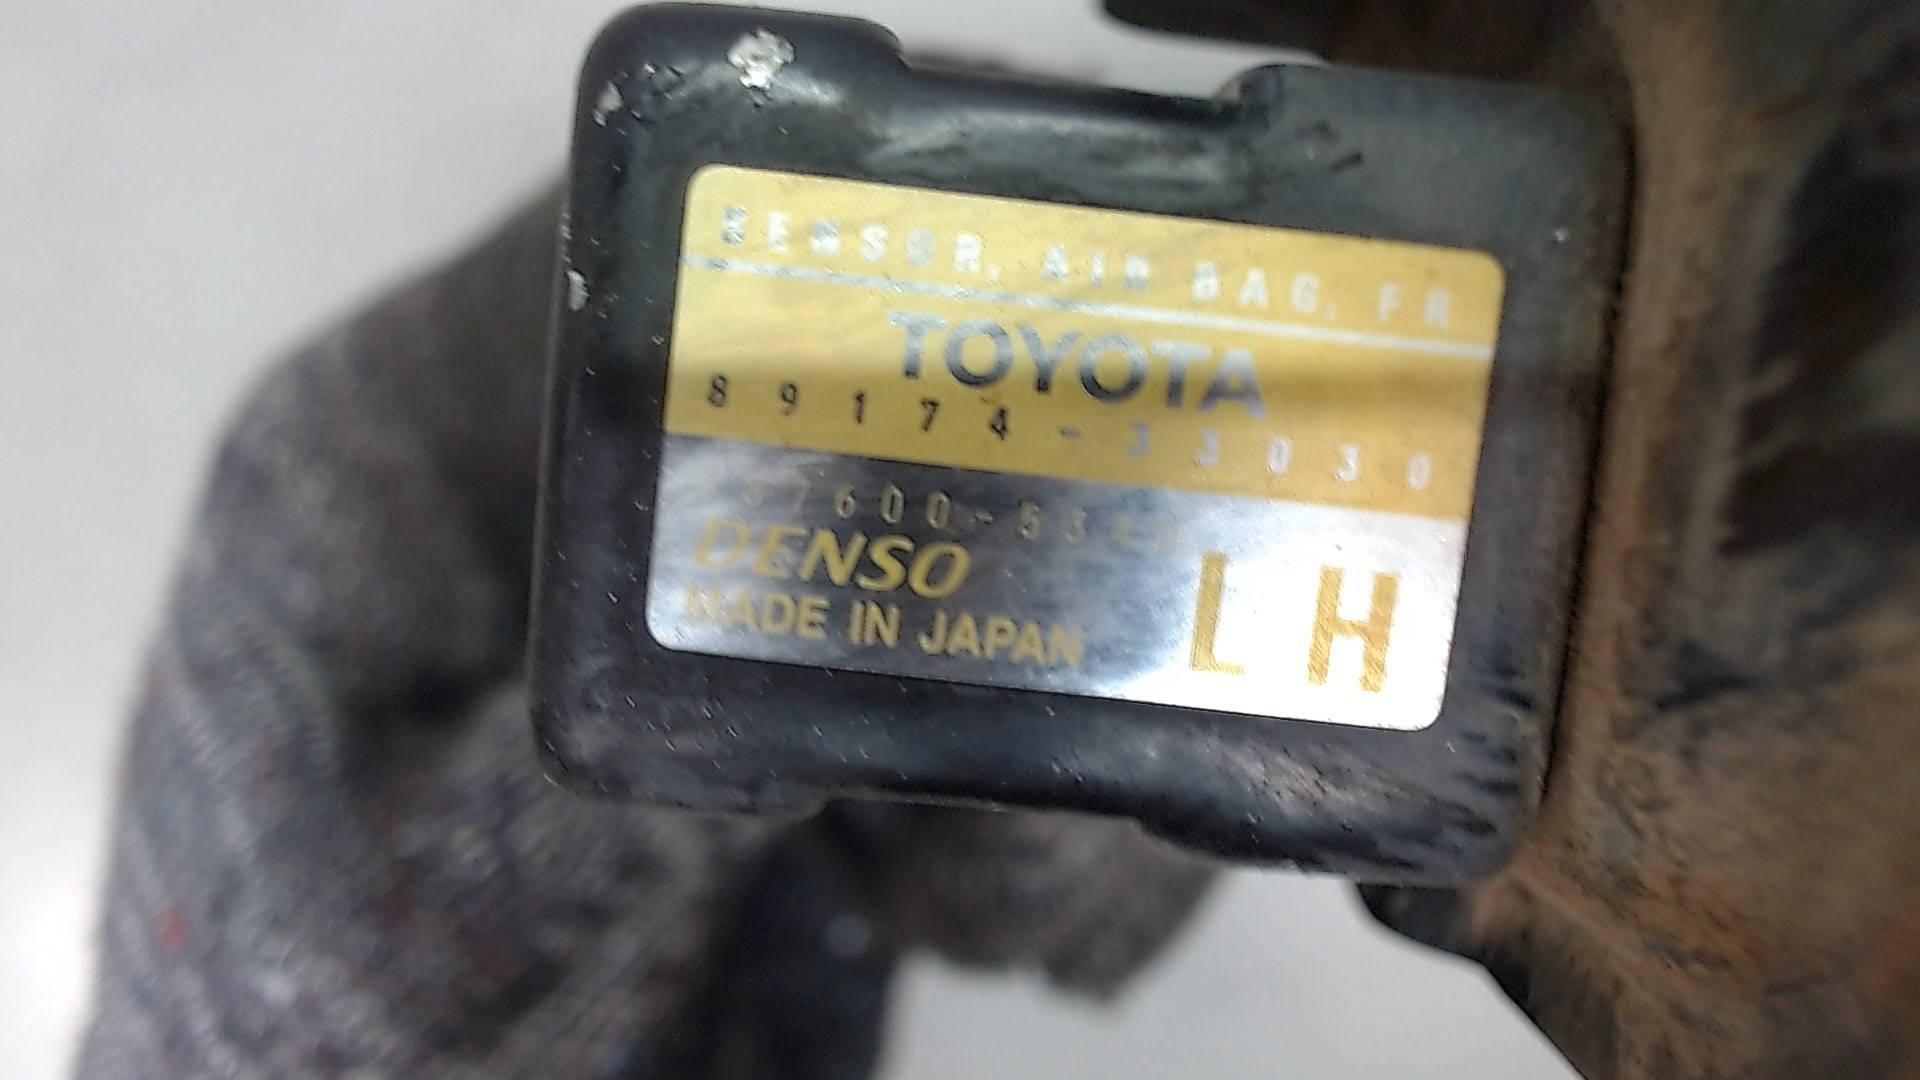 SENSOR, AIR BAG, FR
TOYOTA
89174-33030
DENSO
MADE IN JAPAN
LH